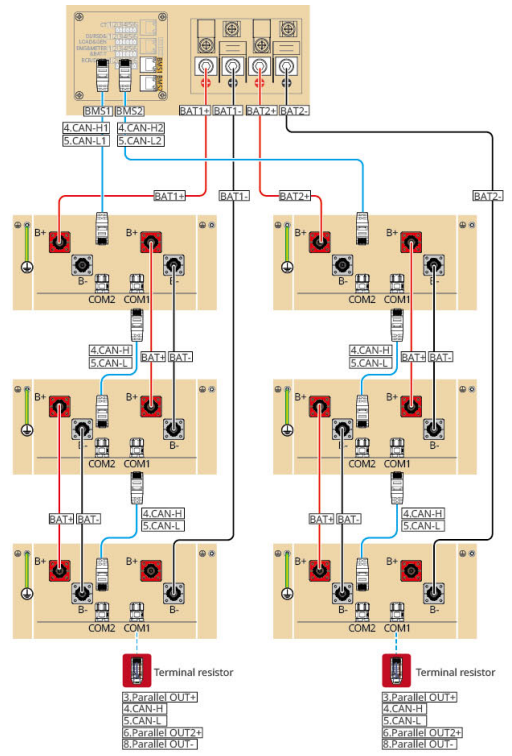 BMS1
BMS2
BMS1 BMS2
BAT1+ BAT1- BAT2+ BAT2-
4.CAN-H1 4.CAN-H2
5.CAN-L1 5.CAN-L2
BAT1+ BAT1- BAT2+ BAT2-
B+ B+ B+ B+
B- B- B- B-
COM2 COM1 COM2 COM1
4.CAN-H BAT+ BAT- 4.CAN-H BAT+ BAT-
5.CAN-L 5.CAN-L
B+ B+ B+ B+
B- B- B- B-
COM2 COM1 COM2 COM1
BAT+ BAT- 4.CAN-H BAT+ BAT- 4.CAN-H
5.CAN-L 5.CAN-L
B+ B+ B+ B+
B- B- B- B-
COM2 COM1 COM2 COM1
Terminal resistor Terminal resistor
3.Parallel OUT+ 3.Parallel OUT+
4.CAN-H 4.CAN-H
5.CAN-L 5.CAN-L
6.Parallel OUT2+ 6.Parallel OUT2+
8.Parallel OUT- 8.Parallel OUT-